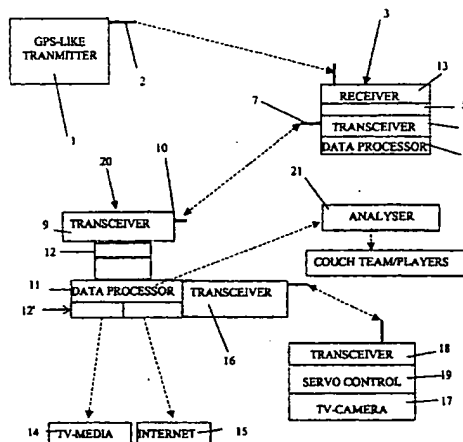 GPS-LIKE
TRANMITTER
1
2
3
13
RECEIVER
7
TRANSCEIVER
DATA PROCESSOR
20
10
9
TRANSCEIVER
12
21
ANALYSER
COUCH TEAM/PLAYERS
11
DATA PROCESSOR
TRANSCEIVER
12'
16
TRANSCEIVER
18
SERVO CONTROL
19
TV-CAMERA
17
14
TV-MEDIA
INTERNET
15